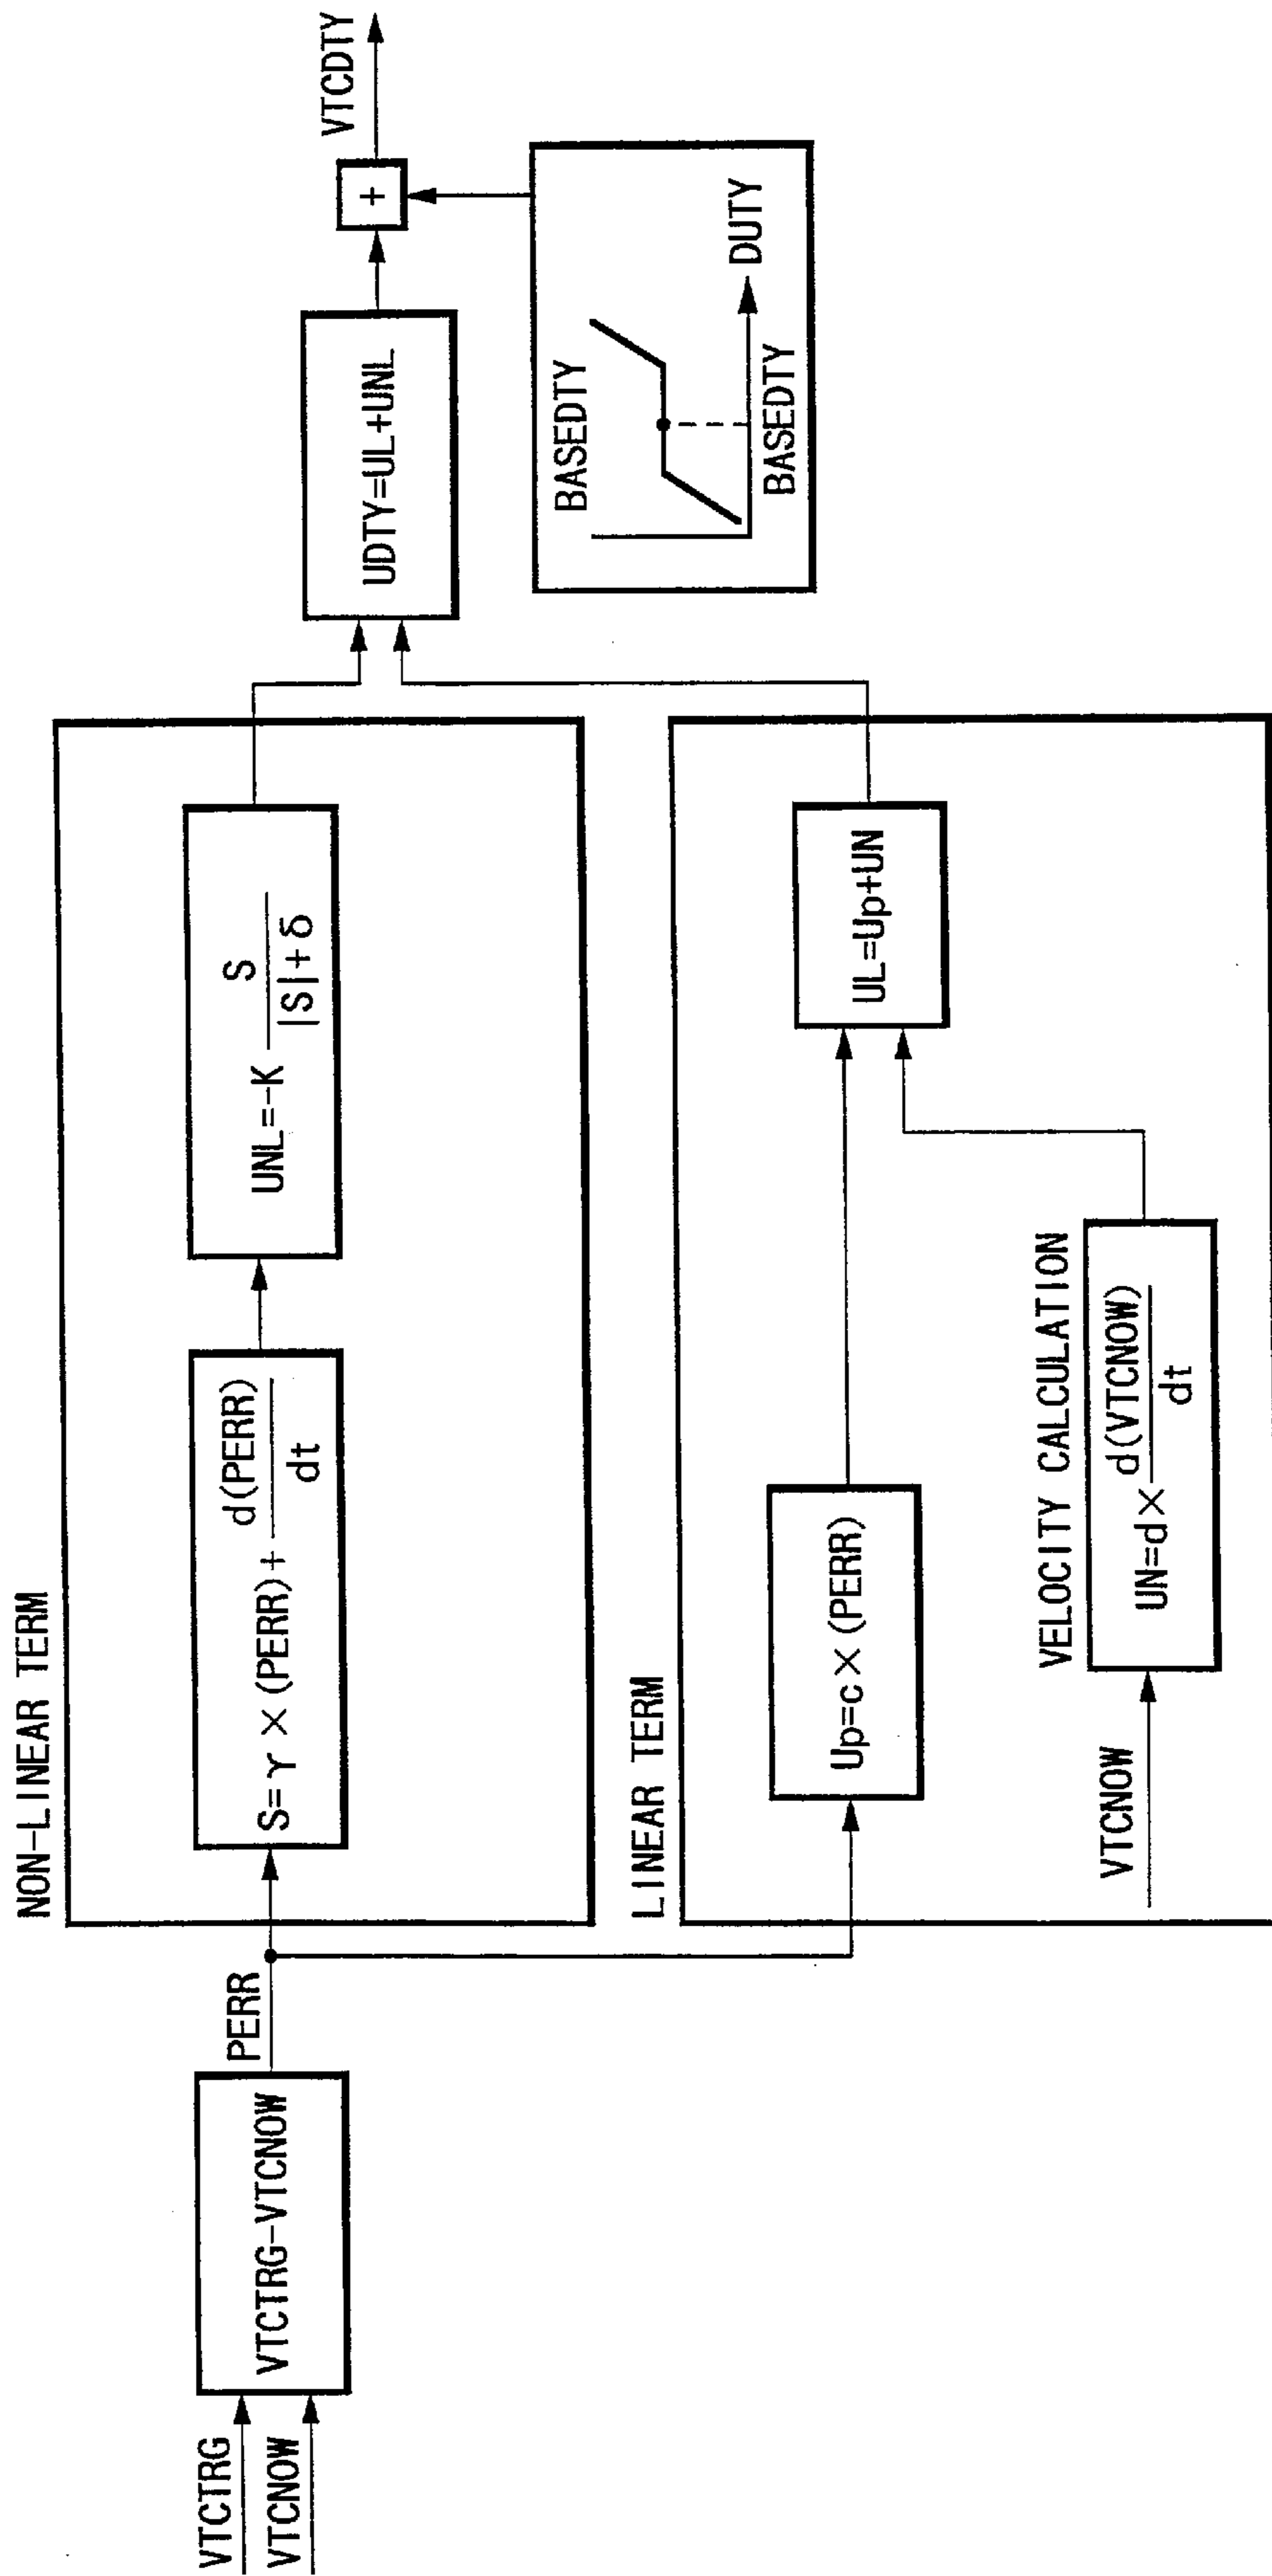 VTCTRG
VTCNOW
VTCTRG-VTCNOW
PERR
NON-LINEAR TERM
S=γ×(PERR)+ d(PERR)
dt
UNL=-K S
|S|+δ
LINEAR TERM
Up=c×(PERR)
VTCNOW
VELOCITY CALCULATION
UN=d× d(VTCNOW)
dt
UL=Up+UN
UDTY=UL+UNL
+
VTCDTY
BASEDTY
BASEDTY
DUTY